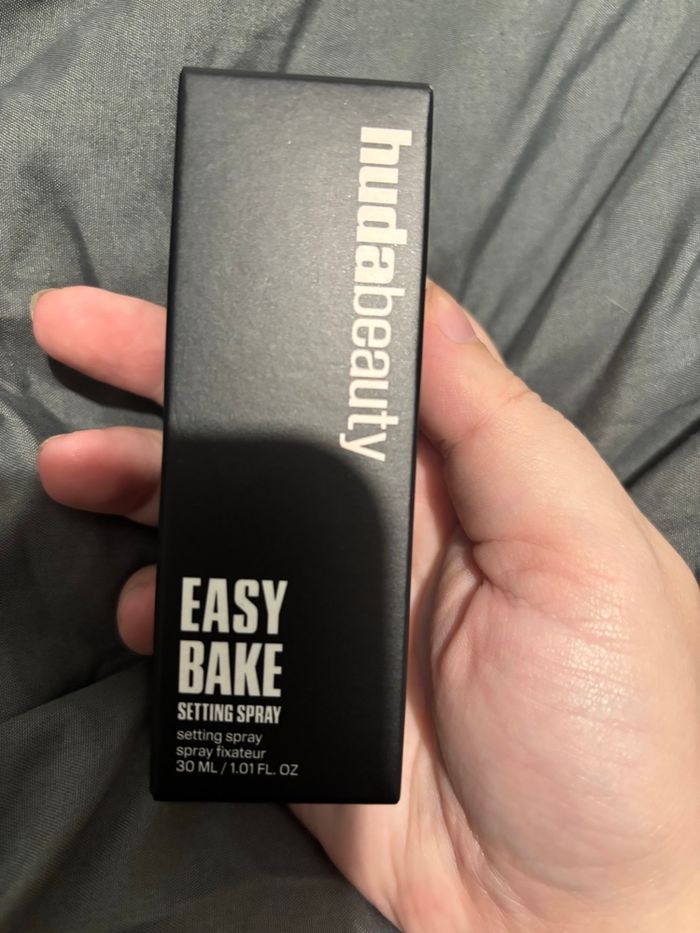 hudabeauty
EASY
BAKE
SETTING SPRAY
setting spray
spray fixateur
30 ML / 1.01 FL. OZ